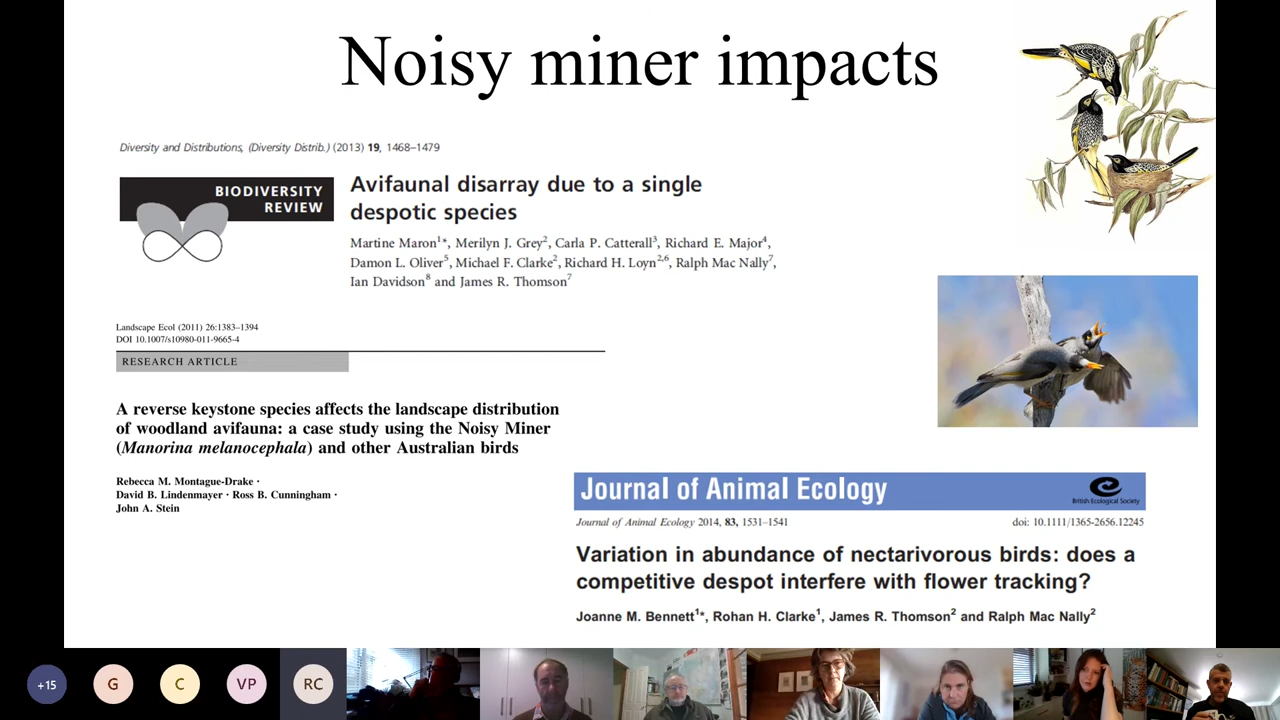 Noisy miner impacts
Diversity and Distributions, (Diversity Distrib.) (2013) 19, 1468–1479
BIODIVERSITY
REVIEW
Avifaunal disarray due to a single
despotic species
Martine Maron1*, Merilyn J. Grey2, Carla P. Catterall3, Richard E. Major4,
Damon L. Oliver5, Michael F. Clarke2, Richard H. Loyn2,6, Ralph Mac Nally7,
Ian Davidson8 and James R. Thomson7
Landscape Ecol (2011) 26:1383–1394
DOI 10.1007/s10980-011-9665-4
RESEARCH ARTICLE
A reverse keystone species affects the landscape distribution
of woodland avifauna: a case study using the Noisy Miner
(Manorina melanocephala) and other Australian birds
Rebecca M. Montague-Drake ·
David B. Lindenmayer · Ross B. Cunningham ·
John A. Stein
Journal of Animal Ecology
British Ecological Society
Journal of Animal Ecology 2014, 83, 1531–1541
doi: 10.1111/1365-2656.12245
Variation in abundance of nectarivorous birds: does a
competitive despot interfere with flower tracking?
Joanne M. Bennett1*, Rohan H. Clarke1, James R. Thomson2 and Ralph Mac Nally2
+15
G
C
VP
RC